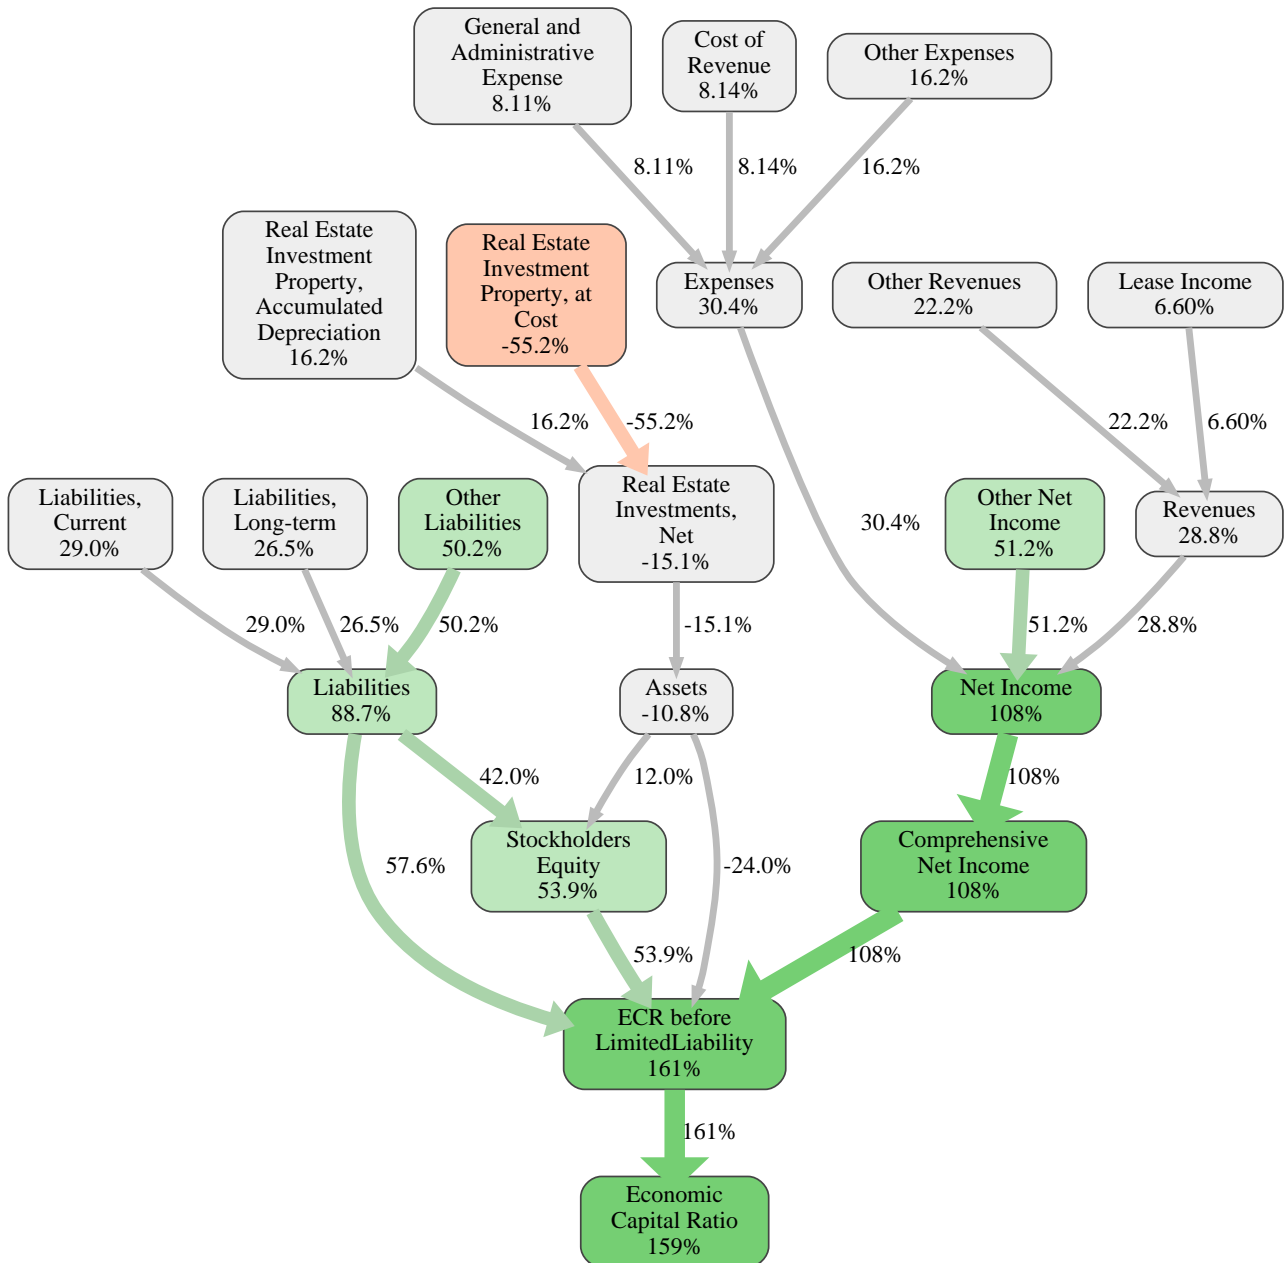 General and
Administrative
Expense
8.11%
Cost of
Revenue
8.14%
Other Expenses
16.2%
8.11%
8.14%
16.2%
Real Estate
Investment
Property,
Accumulated
Depreciation
16.2%
Real Estate
Investment
Property, at
Cost
-55.2%
Expenses
30.4%
Other Revenues
22.2%
Lease Income
6.60%
16.2%
-55.2%
22.2%
6.60%
Liabilities,
Current
29.0%
Liabilities,
Long-term
26.5%
Other
Liabilities
50.2%
Real Estate
Investments,
Net
-15.1%
30.4%
Other Net
Income
51.2%
Revenues
28.8%
29.0%
26.5%
50.2%
-15.1%
51.2%
28.8%
Liabilities
88.7%
Assets
-10.8%
Net Income
108%
42.0%
12.0%
108%
57.6%
Stockholders
Equity
53.9%
-24.0%
Comprehensive
Net Income
108%
53.9%
108%
ECR before
LimitedLiability
161%
161%
Economic
Capital Ratio
159%